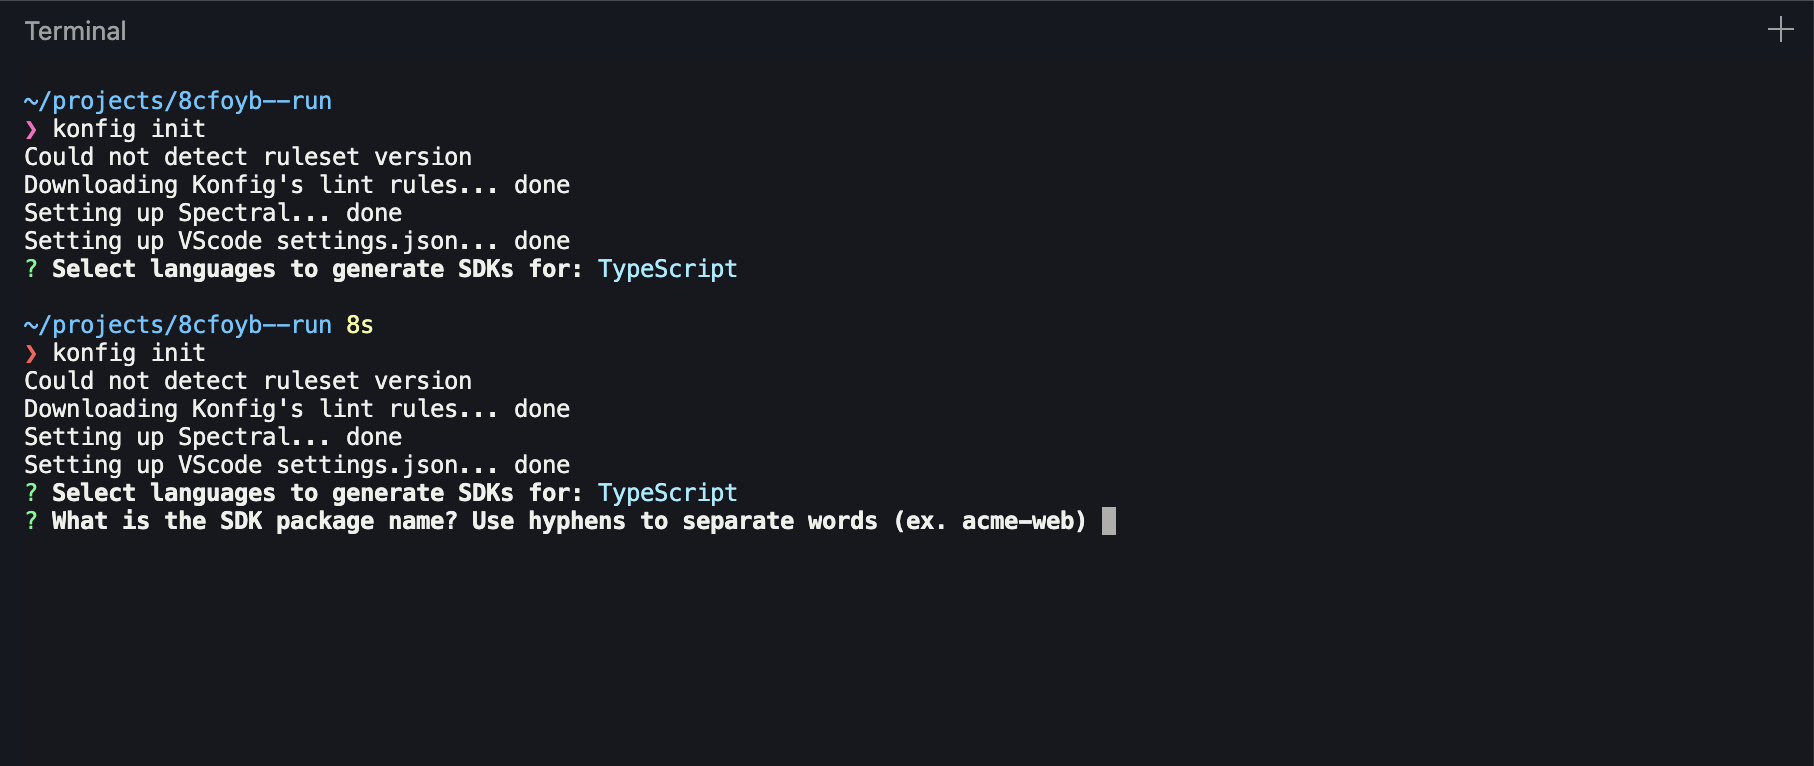 Terminal
~/projects/8cfoyb--run
❯ konfig init
Could not detect ruleset version
Downloading Konfig's lint rules... done
Setting up Spectral... done
Setting up VScode settings.json... done
? Select languages to generate SDKs for: TypeScript
~/projects/8cfoyb--run 8s
❯ konfig init
Could not detect ruleset version
Downloading Konfig's lint rules... done
Setting up Spectral... done
Setting up VScode settings.json... done
? Select languages to generate SDKs for: TypeScript
? What is the SDK package name? Use hyphens to separate words (ex. acme-web)